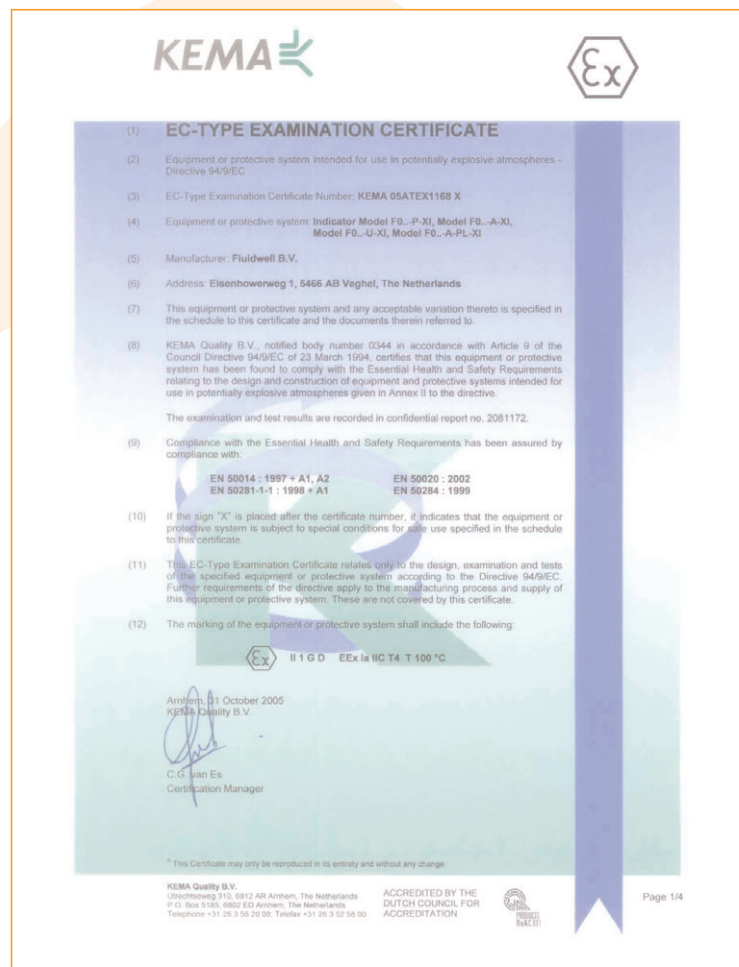 KEMA
Ex
(1) EC-TYPE EXAMINATION CERTIFICATE
(2) Equipment or protective system intended for use in potentially explosive atmospheres -
Directive 94/9/EC
(3) EC-Type Examination Certificate Number: KEMA 05ATEX1168 X
(4) Equipment or protective system: Indicator Model F0..-P-XI, Model F0..-A-XI,
Model F0..-U-XI, Model F0..-A-PL-XI
(5) Manufacturer: Fluidwell B.V.
(6) Address: Eisenhowerweg 1, 5466 AB Veghel, The Netherlands
(7) This equipment or protective system and any acceptable variation thereto is specified in
the schedule to this certificate and the documents therein referred to.
(8) KEMA Quality B.V., notified body number 0344 in accordance with Article 9 of the
Council Directive 94/9/EC of 23 March 1994, certifies that this equipment or protective
system has been found to comply with the Essential Health and Safety Requirements
relating to the design and construction of equipment and protective systems intended for
use in potentially explosive atmospheres given in Annex II to the directive.
The examination and test results are recorded in confidential report no. 2081172.
(9) Compliance with the Essential Health and Safety Requirements has been assured by
compliance with:
EN 50014 : 1997 + A1, A2 EN 50020 : 2002
EN 50281-1-1 : 1998 + A1 EN 50284 : 1999
(10) If the sign "X" is placed after the certificate number, it indicates that the equipment or
protective system is subject to special conditions for safe use specified in the schedule
to this certificate.
(11) This EC-Type Examination Certificate relates only to the design, examination and tests
of the specified equipment or protective system according to the Directive 94/9/EC.
Further requirements of the directive apply to the manufacturing process and supply of
this equipment or protective system. These are not covered by this certificate.
(12) The marking of the equipment or protective system shall include the following:
Ex II 1 G D EEx ia IIC T4 T 100 °C
Arnhem, 31 October 2005
KEMA Quality B.V.
C.G. van Es
Certification Manager
® This Certificate may only be reproduced in its entirety and without any change
KEMA Quality B.V.
Utrechtseweg 310, 6812 AR Arnhem, The Netherlands
P.O. Box 5185, 6802 ED Arnhem, The Netherlands
Telephone +31 26 3 56 20 08, Telefax +31 26 3 52 58 00
ACCREDITED BY THE
DUTCH COUNCIL FOR
ACCREDITATION
PRODUCTS
Page 1/4